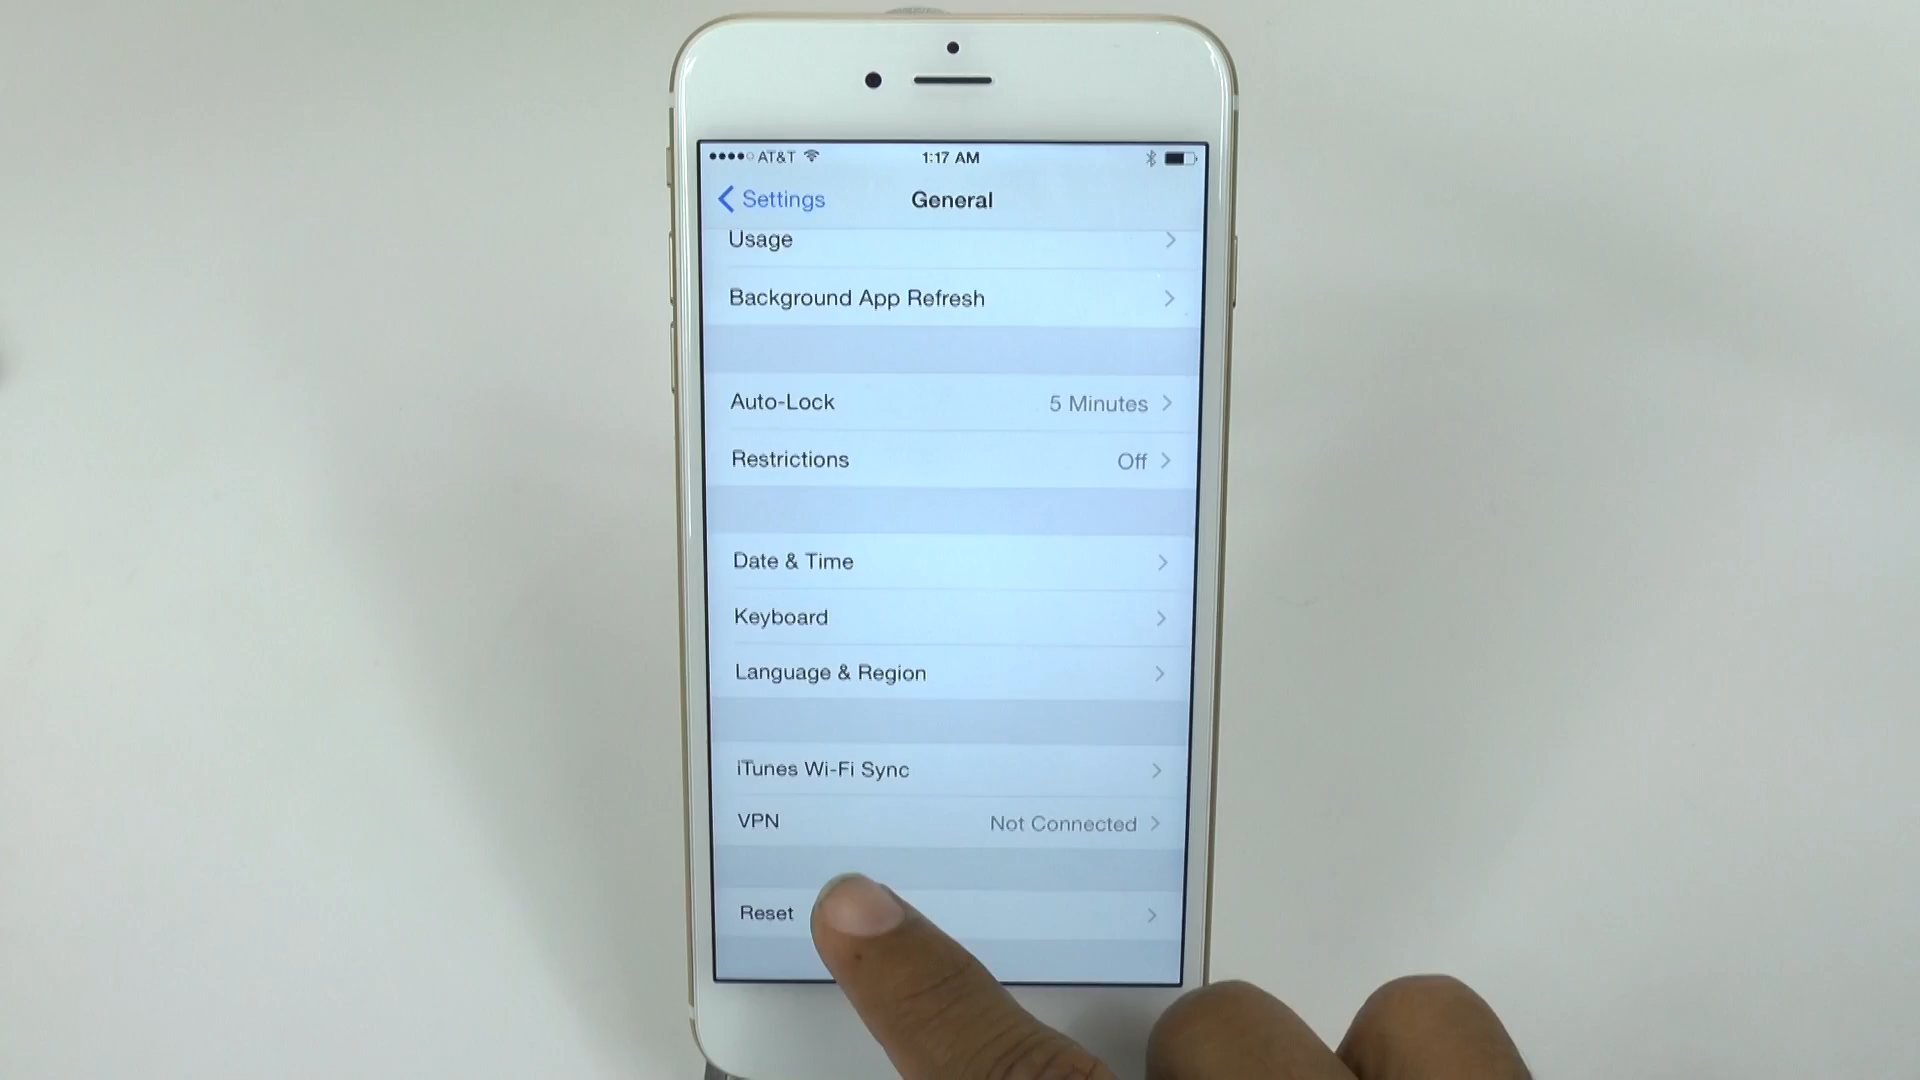 AT&T 1:17 AM
Settings General
Usage
Background App Refresh
Auto-Lock 5 Minutes
Restrictions Off
Date & Time
Keyboard
Language & Region
iTunes Wi-Fi Sync
VPN Not Connected
Reset